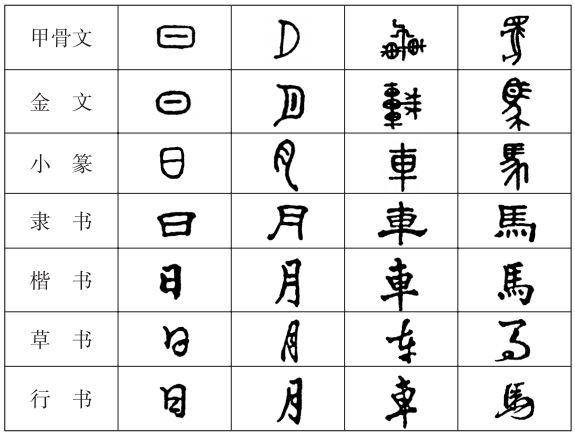 甲骨文 日 月 車 馬
金文 日 月 車 馬
小篆 日 月 車 馬
隶书 日 月 車 馬
楷书 日 月 車 馬
草书 日 月 车 马
行书 日 月 車 馬